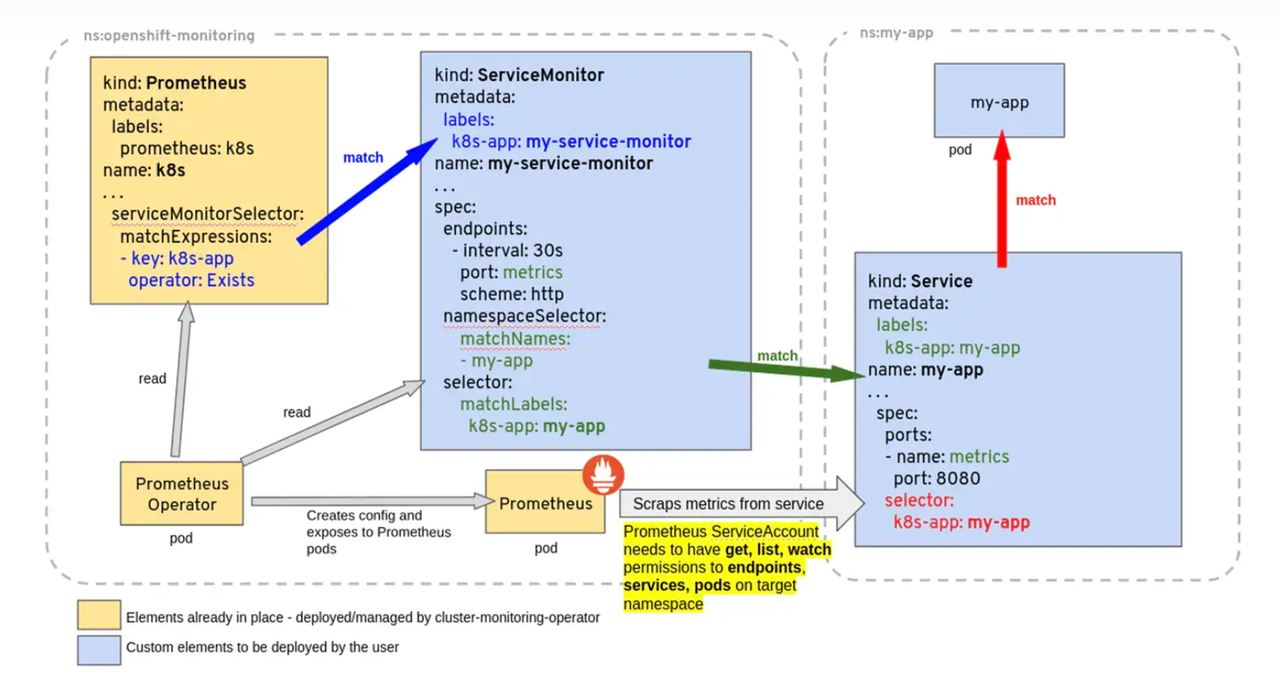 ns:openshift-monitoring
kind: Prometheus
metadata:
labels:
prometheus: k8s
name: k8s
...
serviceMonitorSelector:
matchExpressions:
- key: k8s-app
operator: Exists
match
kind: ServiceMonitor
metadata:
labels:
k8s-app: my-service-monitor
name: my-service-monitor
...
spec:
endpoints:
- interval: 30s
port: metrics
scheme: http
namespaceSelector:
matchNames:
- my-app
selector:
matchLabels:
k8s-app: my-app
read
read
Prometheus
Operator
pod
Creates config and
exposes to Prometheus
pods
Prometheus
pod
Scraps metrics from service
Prometheus ServiceAccount
needs to have get, list, watch
permissions to endpoints,
services, pods on target
namespace
match
ns:my-app
my-app
pod
match
kind: Service
metadata:
labels:
k8s-app: my-app
name: my-app
...
spec:
ports:
- name: metrics
port: 8080
selector:
k8s-app: my-app
Elements already in place - deployed/managed by cluster-monitoring-operator
Custom elements to be deployed by the user